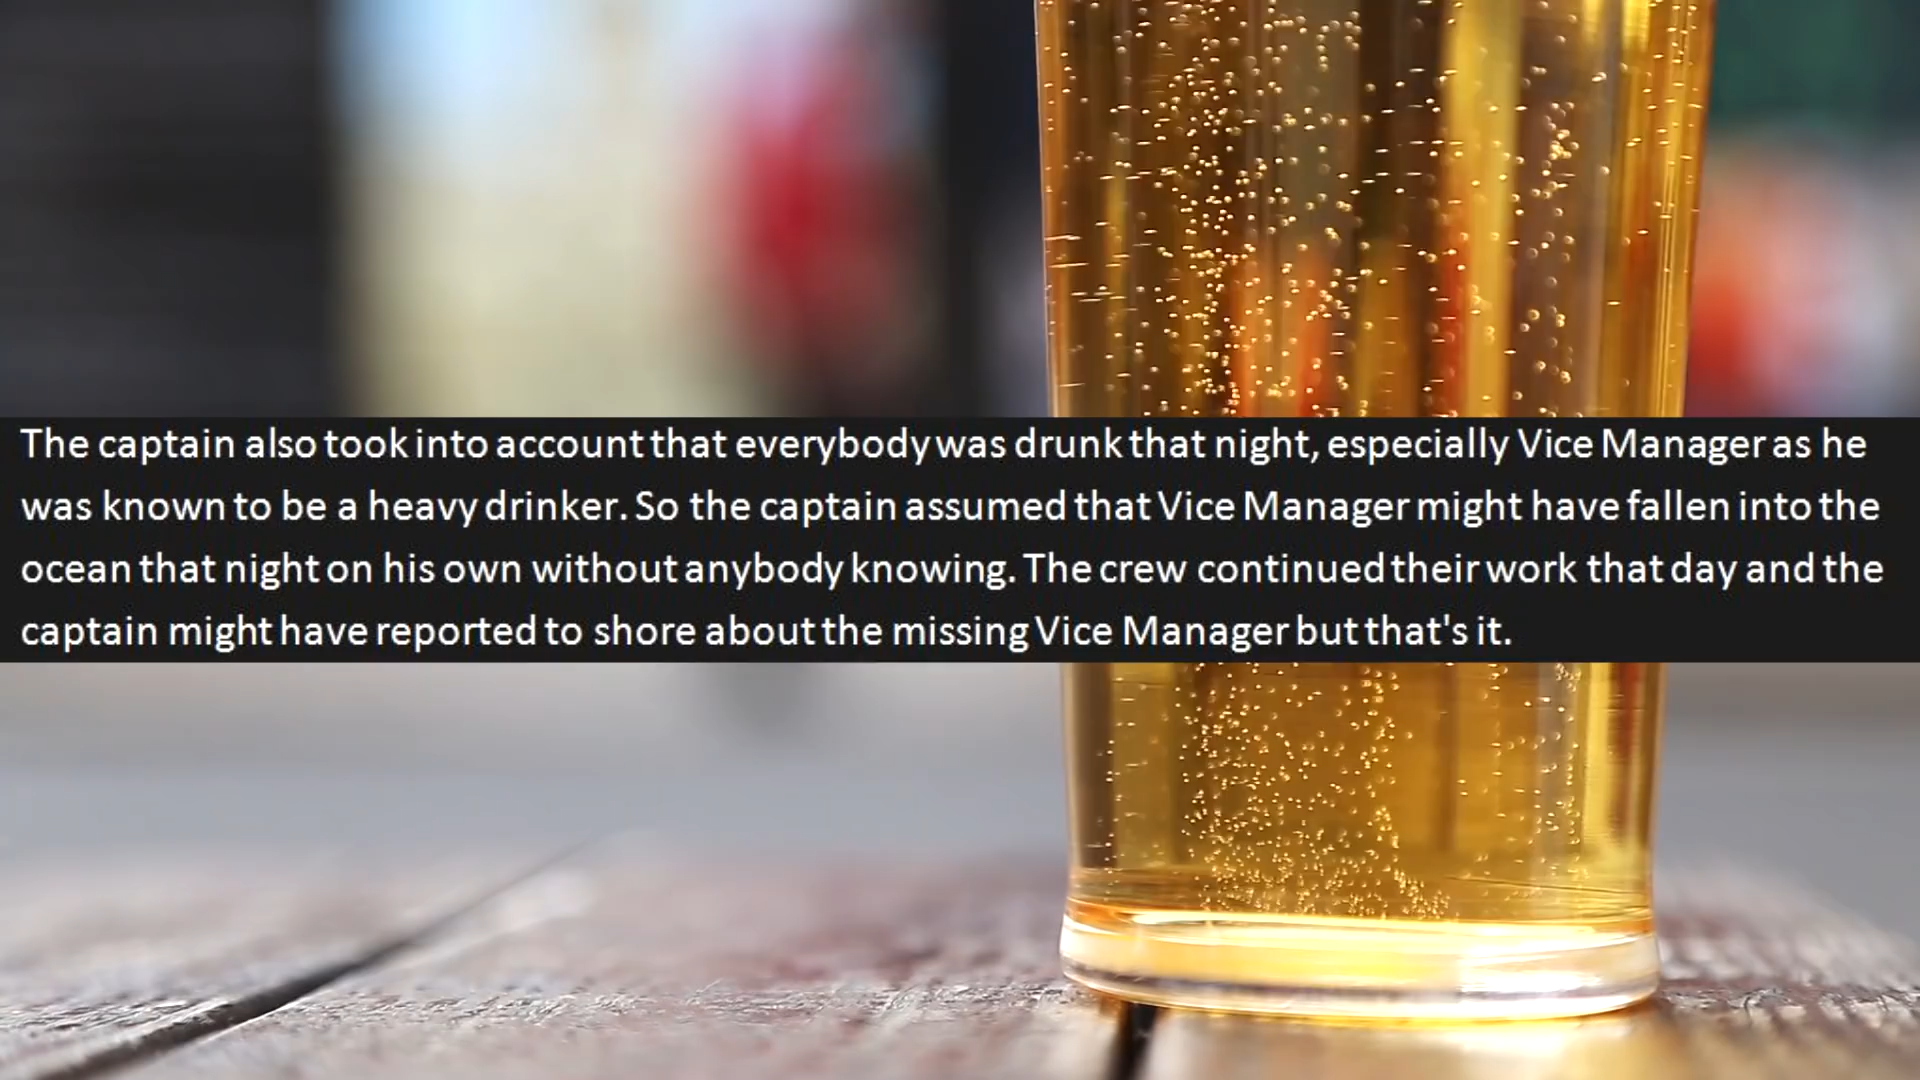 The captain also took into account that everybody was drunk that night, especially Vice Manager as he
was known to be a heavy drinker. So the captain assumed that Vice Manager might have fallen into the
ocean that night on his own without anybody knowing. The crew continued their work that day and the
captain might have reported to shore about the missing Vice Manager but that's it.